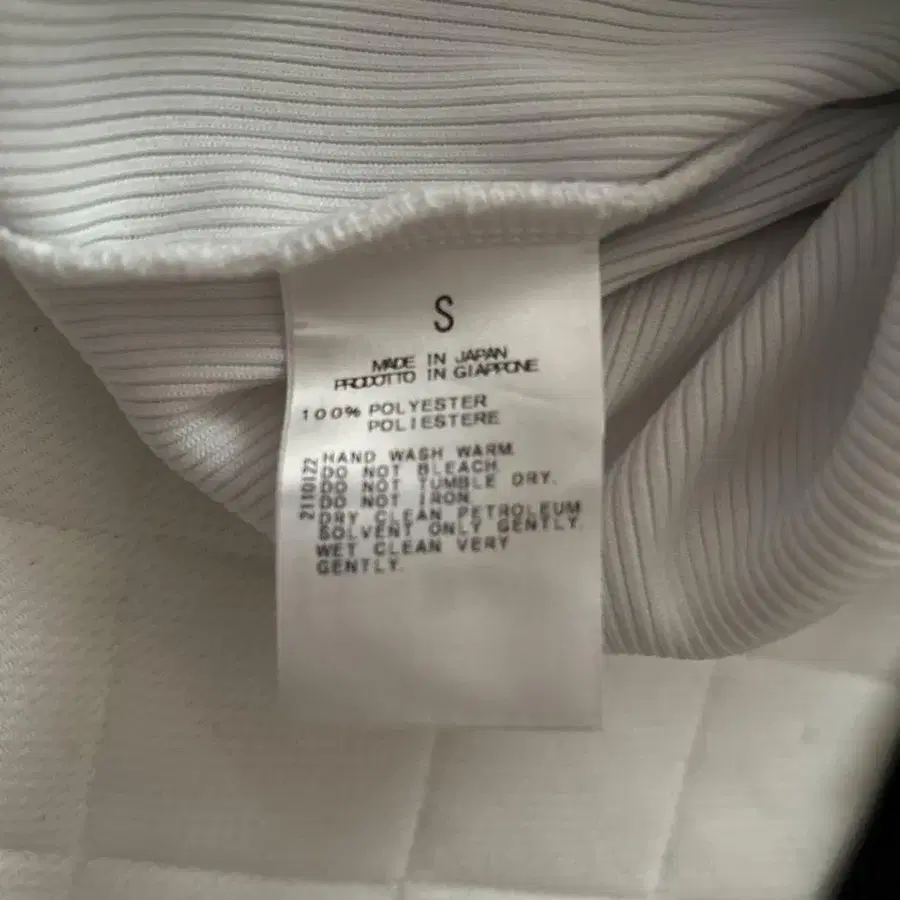 S
MADE IN JAPAN
PRODOTTO IN GIAPPONE
100% POLYESTER
POLIESTERE
2110122
HAND WASH WARM.
DO NOT BLEACH.
DO NOT TUMBLE DRY.
DO NOT IRON.
DRY CLEAN PETROLEUM
SOLVENT ONLY GENTLY.
WET CLEAN VERY
GENTLY.